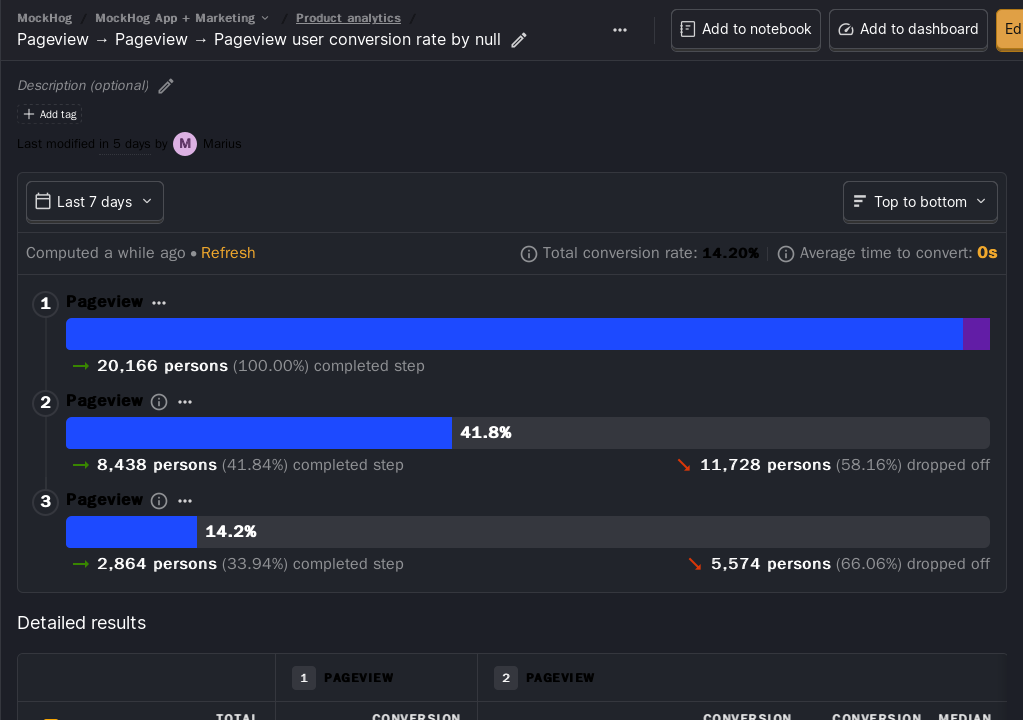 MockHog / MockHog App + Marketing / Product analytics /
Pageview → Pageview → Pageview user conversion rate by null
Add to notebook
Add to dashboard
Ed
Description (optional)
Add tag
Last modified in 5 days by M Marius
Last 7 days
Top to bottom
Computed a while ago • Refresh
Total conversion rate: 14.20%
Average time to convert: 0s
1 Pageview
20,166 persons (100.00%) completed step
2 Pageview
41.8%
8,438 persons (41.84%) completed step
11,728 persons (58.16%) dropped off
3 Pageview
14.2%
2,864 persons (33.94%) completed step
5,574 persons (66.06%) dropped off
Detailed results
1 PAGEVIEW
2 PAGEVIEW
TOTAL CONVERSION CONVERSION CONVERSION MEDIAN